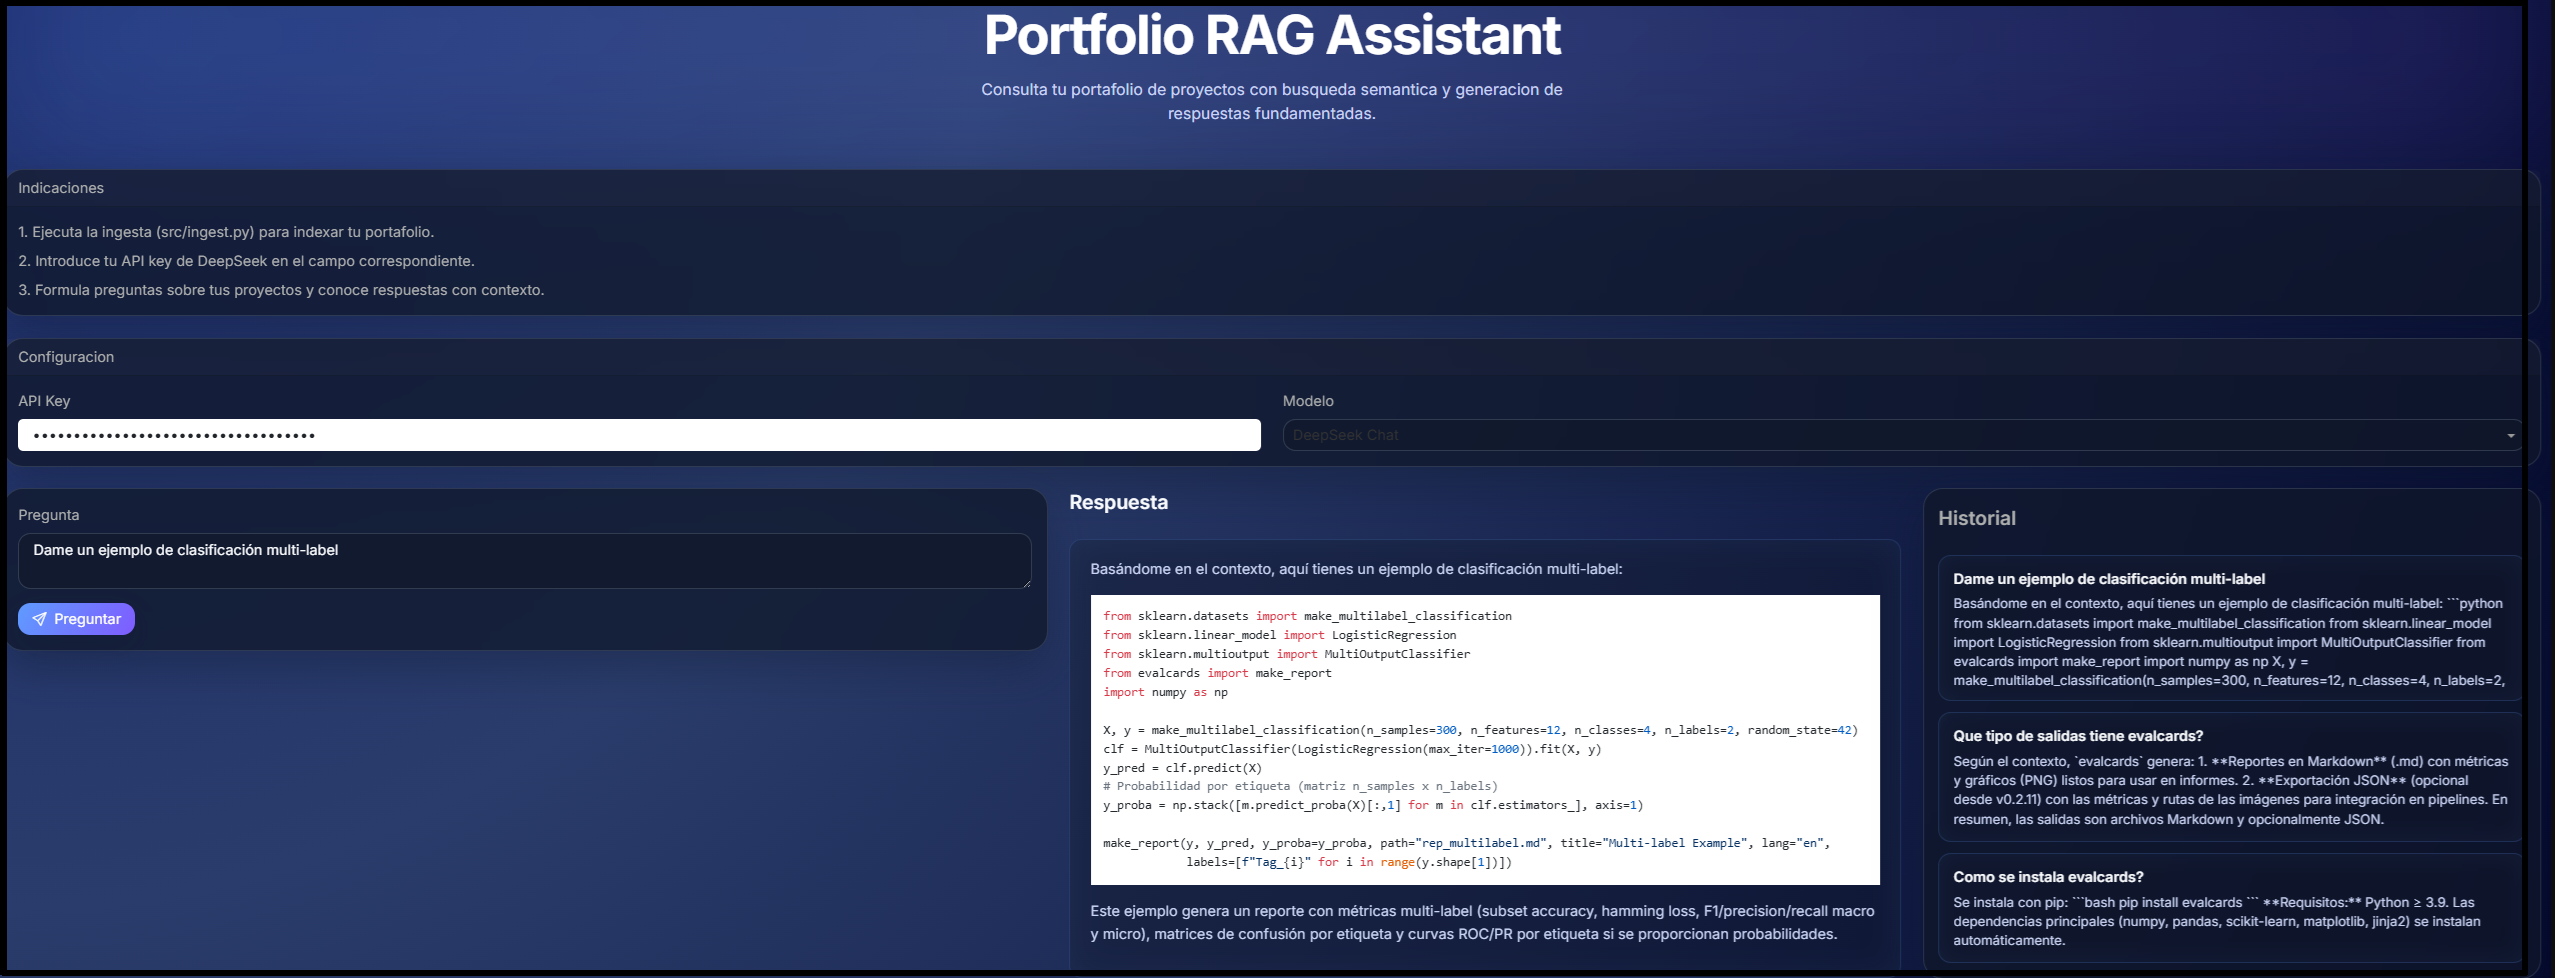 Portfolio RAG Assistant
Consulta tu portafolio de proyectos con busqueda semantica y generacion de
respuestas fundamentadas.
Indicaciones
1. Ejecuta la ingesta (src/ingest.py) para indexar tu portafolio.
2. Introduce tu API key de DeepSeek en el campo correspondiente.
3. Formula preguntas sobre tus proyectos y conoce respuestas con contexto.
Configuracion
API Key
•••••••••••••••••••••••••••••••••••
Modelo
DeepSeek Chat
Pregunta
Dame un ejemplo de clasificación multi-label
Preguntar
Respuesta
Basándome en el contexto, aquí tienes un ejemplo de clasificación multi-label:
from sklearn.datasets import make_multilabel_classification
from sklearn.linear_model import LogisticRegression
from sklearn.multioutput import MultiOutputClassifier
from evalcards import make_report
import numpy as np
X, y = make_multilabel_classification(n_samples=300, n_features=12, n_classes=4, n_labels=2, random_state=42)
clf = MultiOutputClassifier(LogisticRegression(max_iter=1000)).fit(X, y)
y_pred = clf.predict(X)
# Probabilidad por etiqueta (matriz n_samples x n_labels)
y_proba = np.stack([m.predict_proba(X)[:,1] for m in clf.estimators_], axis=1)
make_report(y, y_pred, y_proba=y_proba, path="rep_multilabel.md", title="Multi-label Example", lang="en",
labels=[f"Tag_{i}" for i in range(y.shape[1])])
Este ejemplo genera un reporte con métricas multi-label (subset accuracy, hamming loss, F1/precision/recall macro
y micro), matrices de confusión por etiqueta y curvas ROC/PR por etiqueta si se proporcionan probabilidades.
Historial
Dame un ejemplo de clasificación multi-label
Basándome en el contexto, aquí tienes un ejemplo de clasificación multi-label: ```python
from sklearn.datasets import make_multilabel_classification from sklearn.linear_model
import LogisticRegression from sklearn.multioutput import MultiOutputClassifier from
evalcards import make_report import numpy as np X, y =
make_multilabel_classification(n_samples=300, n_features=12, n_classes=4, n_labels=2,
Que tipo de salidas tiene evalcards?
Según el contexto, `evalcards` genera: 1. **Reportes en Markdown** (.md) con métricas
y gráficos (PNG) listos para usar en informes. 2. **Exportación JSON** (opcional
desde v0.2.11) con las métricas y rutas de las imágenes para integración en pipelines. En
resumen, las salidas son archivos Markdown y opcionalmente JSON.
Como se instala evalcards?
Se instala con pip: ```bash pip install evalcards ``` **Requisitos:** Python ≥ 3.9. Las
dependencias principales (numpy, pandas, scikit-learn, matplotlib, jinja2) se instalan
automáticamente.